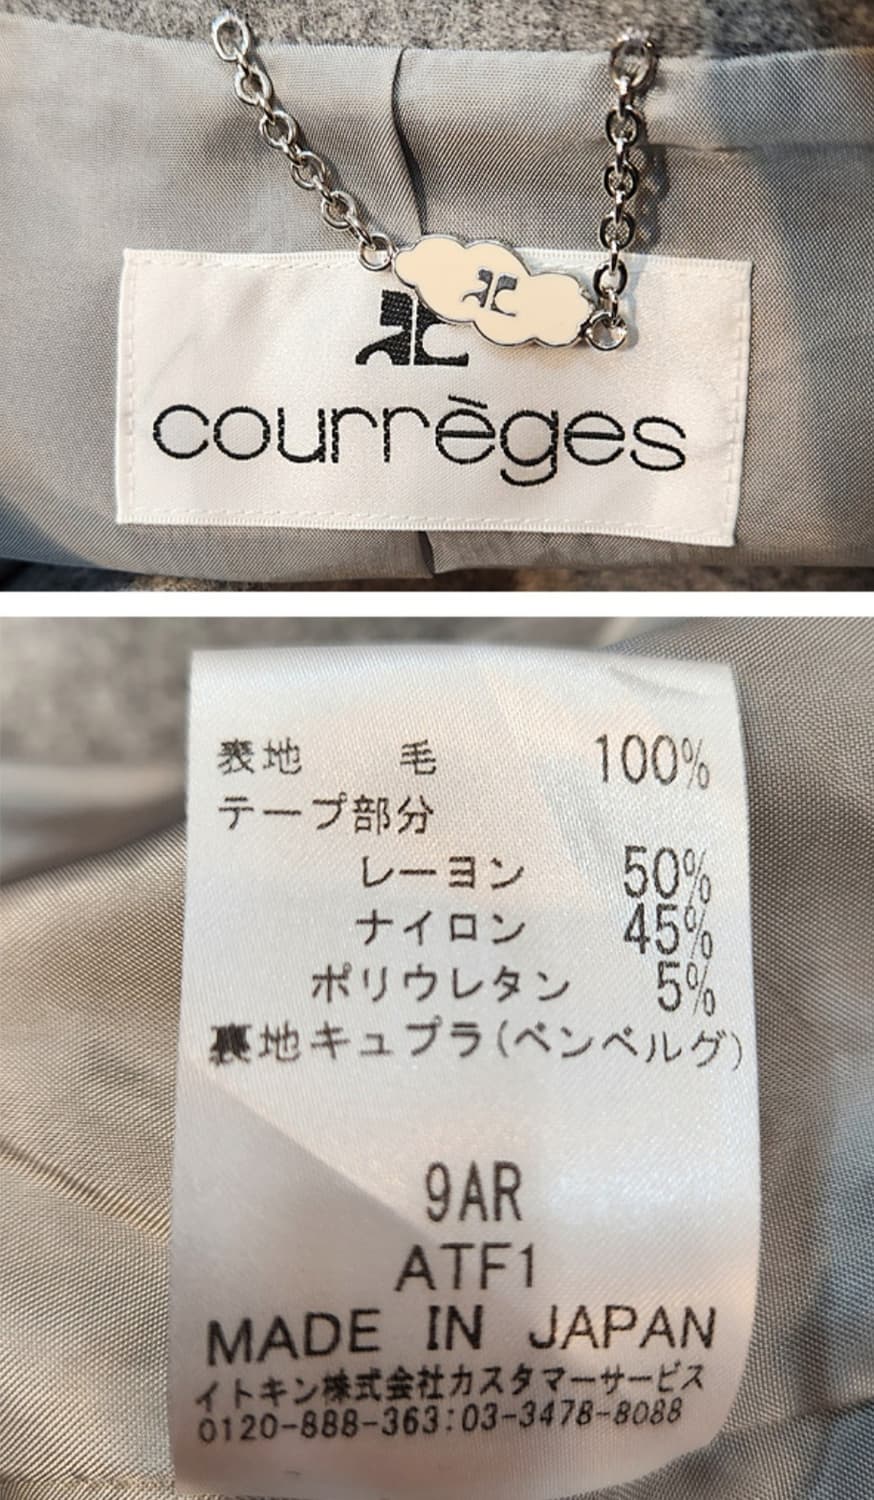 courrèges
表地 毛 100%
テープ部分
レーヨン 50%
ナイロン 45%
ポリウレタン 5%
裏地キュプラ(ベンベルグ)
9AR
ATF1
MADE IN JAPAN
イトキン株式会社カスタマーサービス
0120-888-363:03-3478-8088